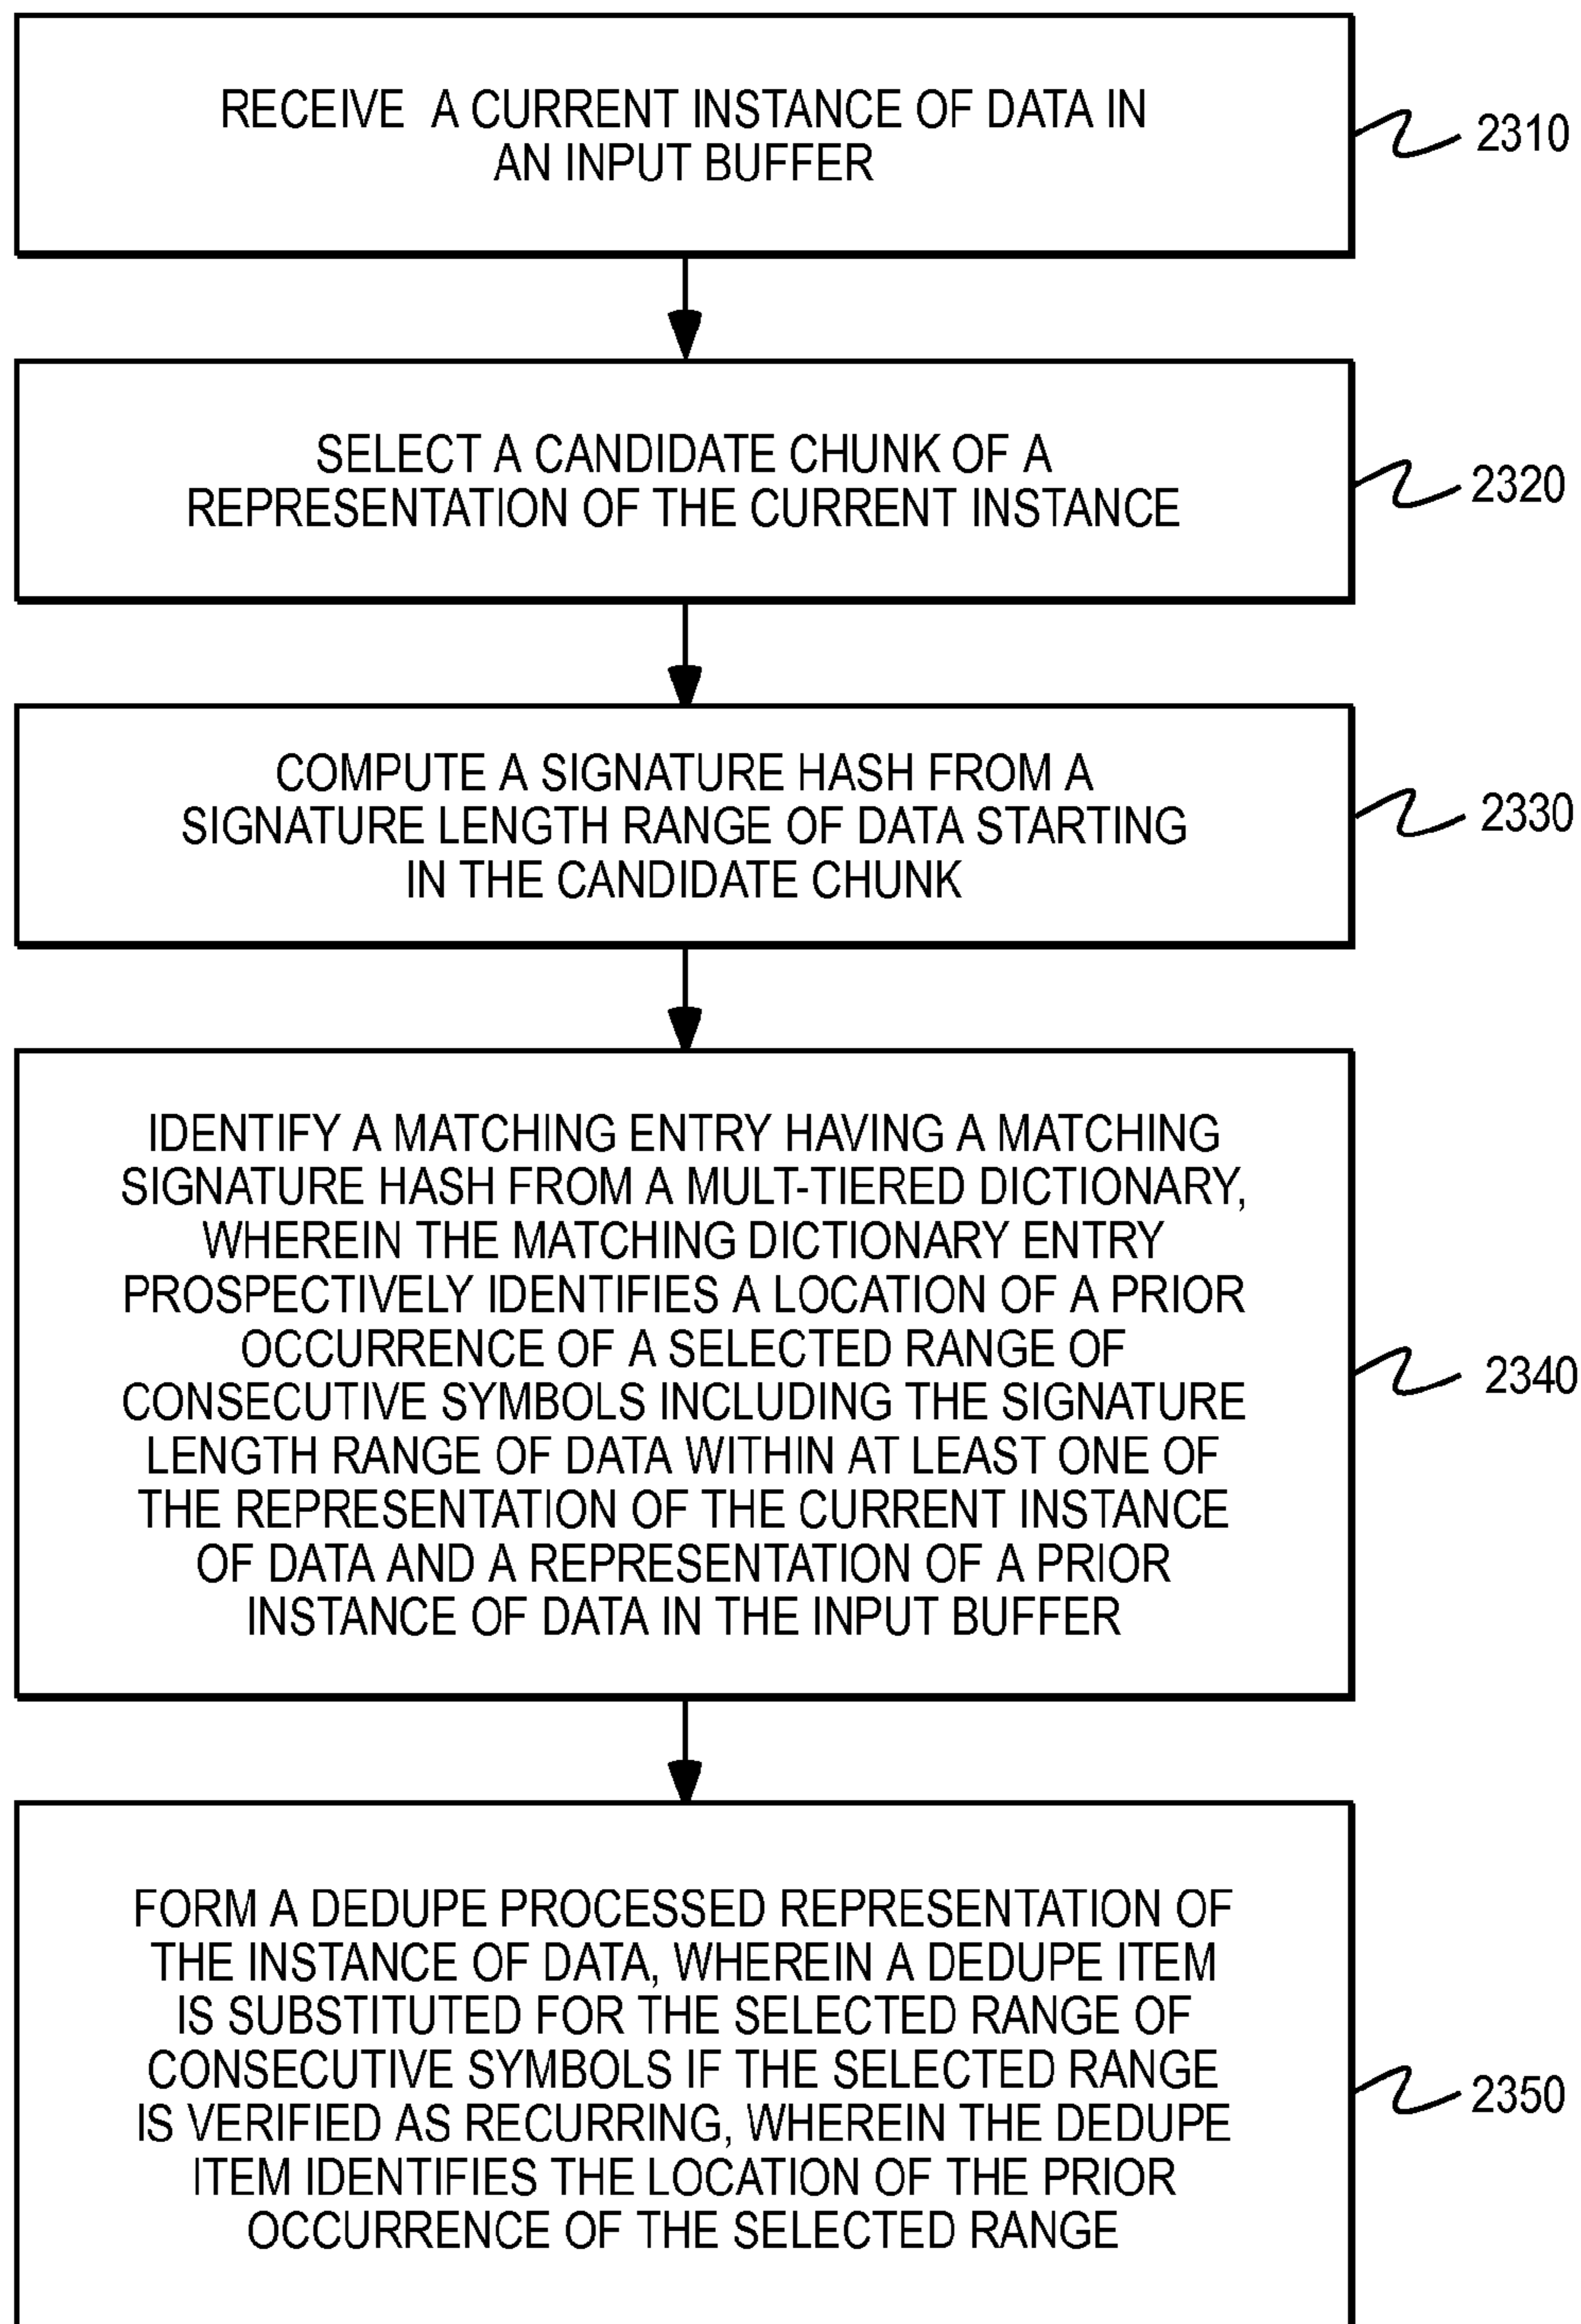 RECEIVE A CURRENT INSTANCE OF DATA IN
AN INPUT BUFFER
2310
SELECT A CANDIDATE CHUNK OF A
REPRESENTATION OF THE CURRENT INSTANCE
2320
COMPUTE A SIGNATURE HASH FROM A
SIGNATURE LENGTH RANGE OF DATA STARTING
IN THE CANDIDATE CHUNK
2330
IDENTIFY A MATCHING ENTRY HAVING A MATCHING
SIGNATURE HASH FROM A MULT-TIERED DICTIONARY,
WHEREIN THE MATCHING DICTIONARY ENTRY
PROSPECTIVELY IDENTIFIES A LOCATION OF A PRIOR
OCCURRENCE OF A SELECTED RANGE OF
CONSECUTIVE SYMBOLS INCLUDING THE SIGNATURE
LENGTH RANGE OF DATA WITHIN AT LEAST ONE OF
THE REPRESENTATION OF THE CURRENT INSTANCE
OF DATA AND A REPRESENTATION OF A PRIOR
INSTANCE OF DATA IN THE INPUT BUFFER
2340
FORM A DEDUPE PROCESSED REPRESENTATION OF
THE INSTANCE OF DATA, WHEREIN A DEDUPE ITEM
IS SUBSTITUTED FOR THE SELECTED RANGE OF
CONSECUTIVE SYMBOLS IF THE SELECTED RANGE
IS VERIFIED AS RECURRING, WHEREIN THE DEDUPE
ITEM IDENTIFIES THE LOCATION OF THE PRIOR
OCCURRENCE OF THE SELECTED RANGE
2350